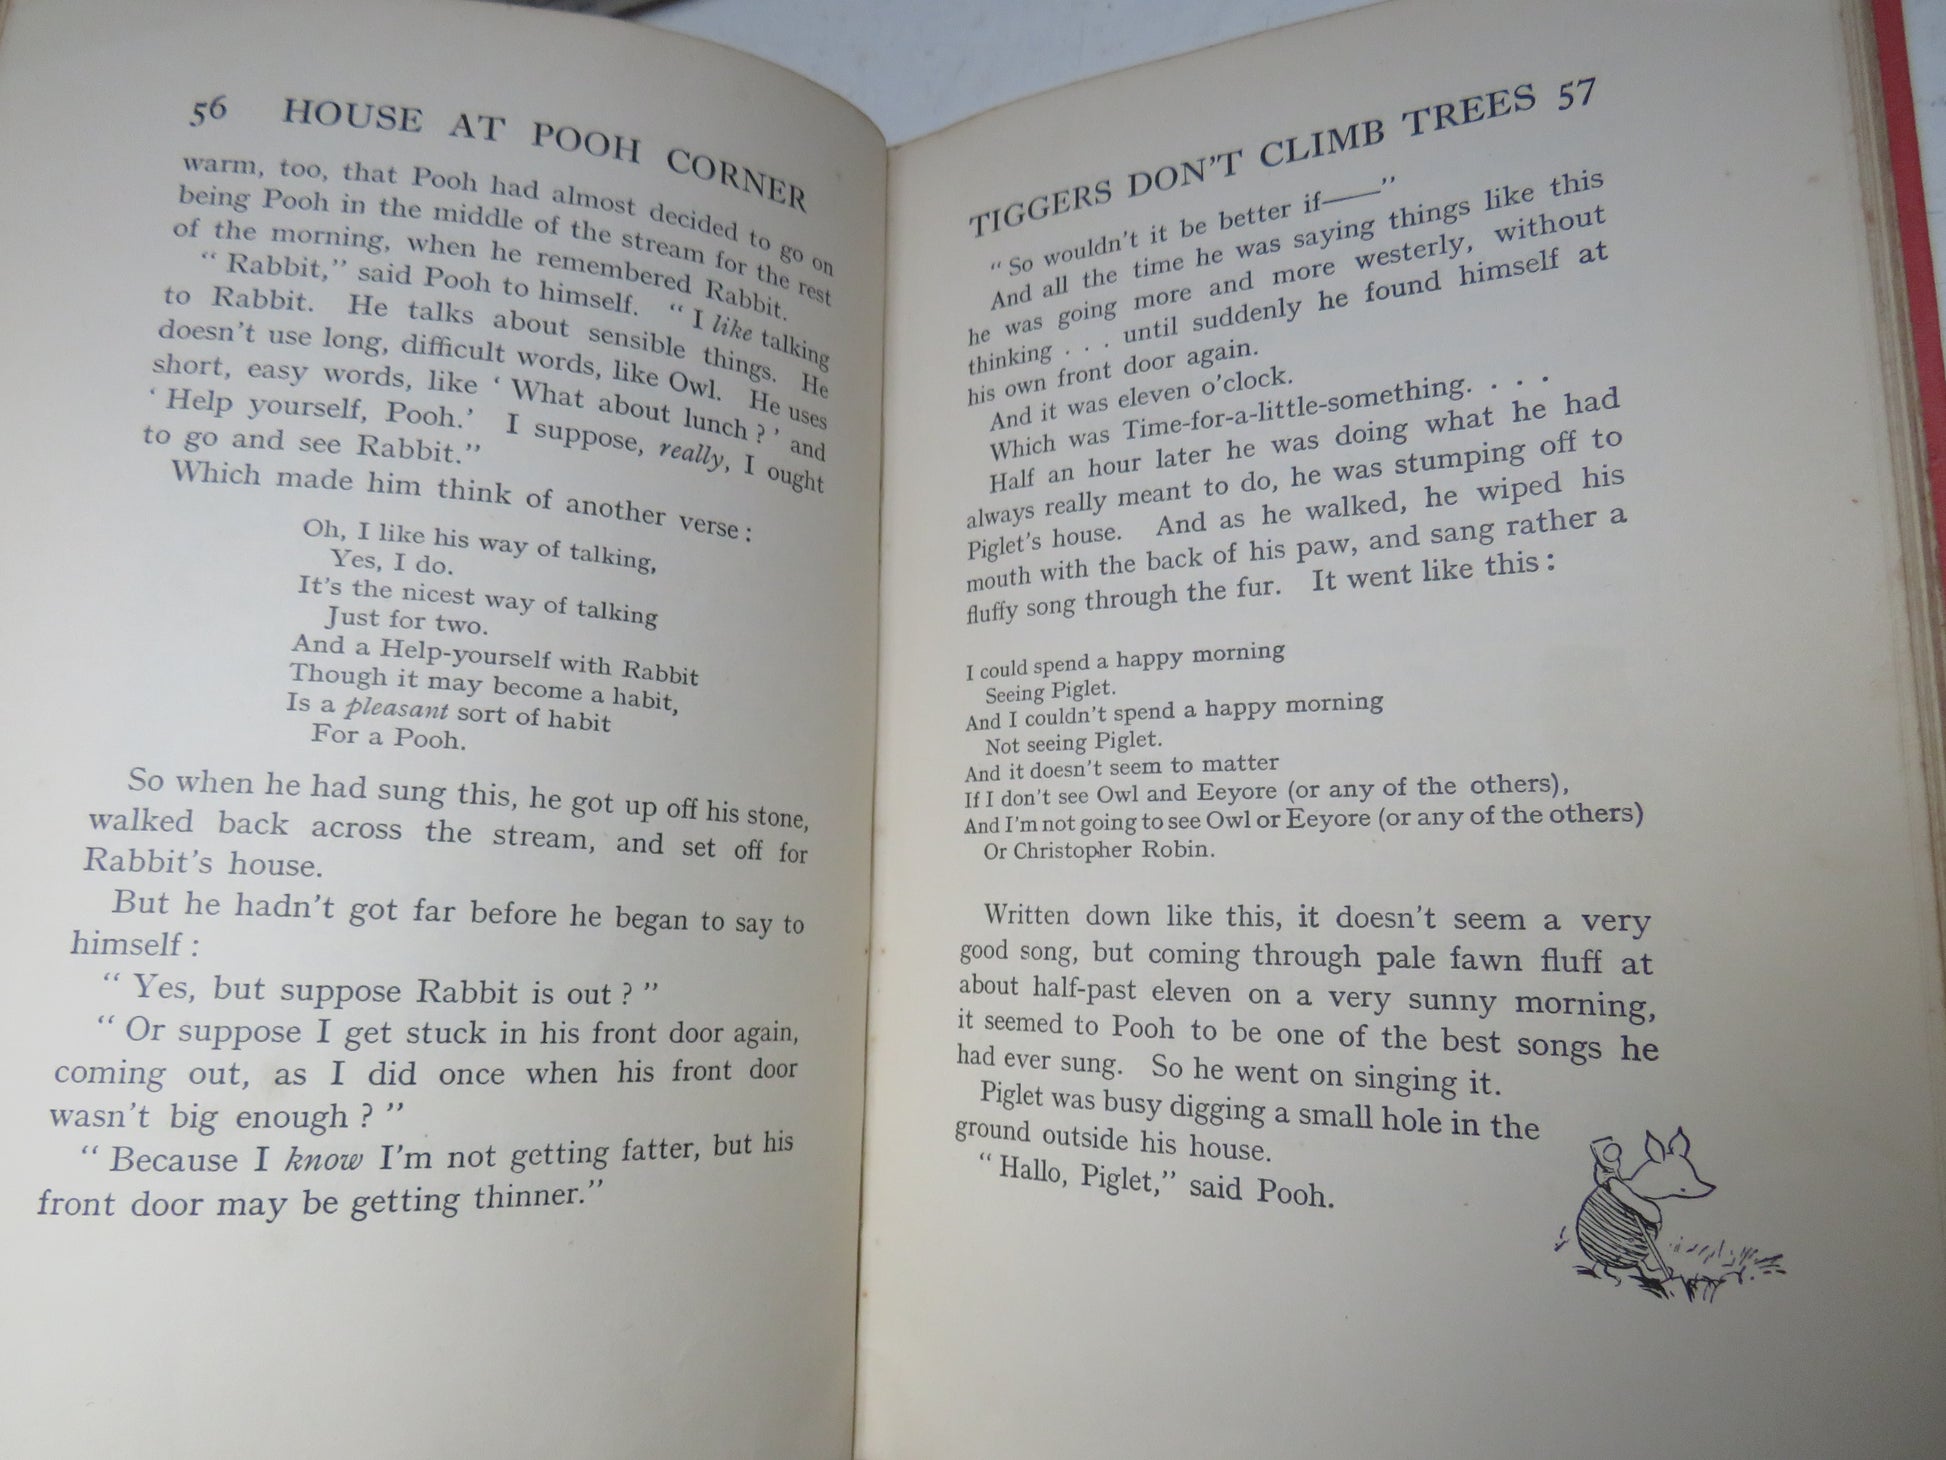 56 HOUSE AT POOH CORNER
warm, too, that Pooh had almost decided to go on
being Pooh in the middle of the stream for the rest
of the morning, when he remembered Rabbit.
“ Rabbit,” said Pooh to himself. “ I like talking
to Rabbit. He talks about sensible things. He
doesn’t use long, difficult words, like Owl. He uses
short, easy words, like ‘ What about lunch ? ’ and
‘ Help yourself, Pooh.’ I suppose, really, I ought
to go and see Rabbit.”
Which made him think of another verse :
Oh, I like his way of talking,
Yes, I do.
It’s the nicest way of talking
Just for two.
And a Help-yourself with Rabbit
Though it may become a habit,
Is a pleasant sort of habit
For a Pooh.
So when he had sung this, he got up off his stone,
walked back across the stream, and set off for
Rabbit’s house.
But he hadn’t got far before he began to say to
himself :
“ Yes, but suppose Rabbit is out ? ”
“ Or suppose I get stuck in his front door again,
coming out, as I did once when his front door
wasn’t big enough ? ”
“ Because I know I’m not getting fatter, but his
front door may be getting thinner.”
TIGGERS DON’T CLIMB TREES 57
“ So wouldn’t it be better if——”
And all the time he was saying things like this
he was going more and more westerly, without
thinking . . . until suddenly he found himself at
his own front door again.
And it was eleven o’clock.
Which was Time-for-a-little-something. . . .
Half an hour later he was doing what he had
always really meant to do, he was stumping off to
Piglet’s house. And as he walked, he wiped his
mouth with the back of his paw, and sang rather a
fluffy song through the fur. It went like this :
I could spend a happy morning
Seeing Piglet.
And I couldn’t spend a happy morning
Not seeing Piglet.
And it doesn’t seem to matter
If I don’t see Owl and Eeyore (or any of the others),
And I’m not going to see Owl or Eeyore (or any of the others)
Or Christopher Robin.
Written down like this, it doesn’t seem a very
good song, but coming through pale fawn fluff at
about half-past eleven on a very sunny morning,
it seemed to Pooh to be one of the best songs he
had ever sung. So he went on singing it.
Piglet was busy digging a small hole in the
ground outside his house.
“ Hallo, Piglet,” said Pooh.